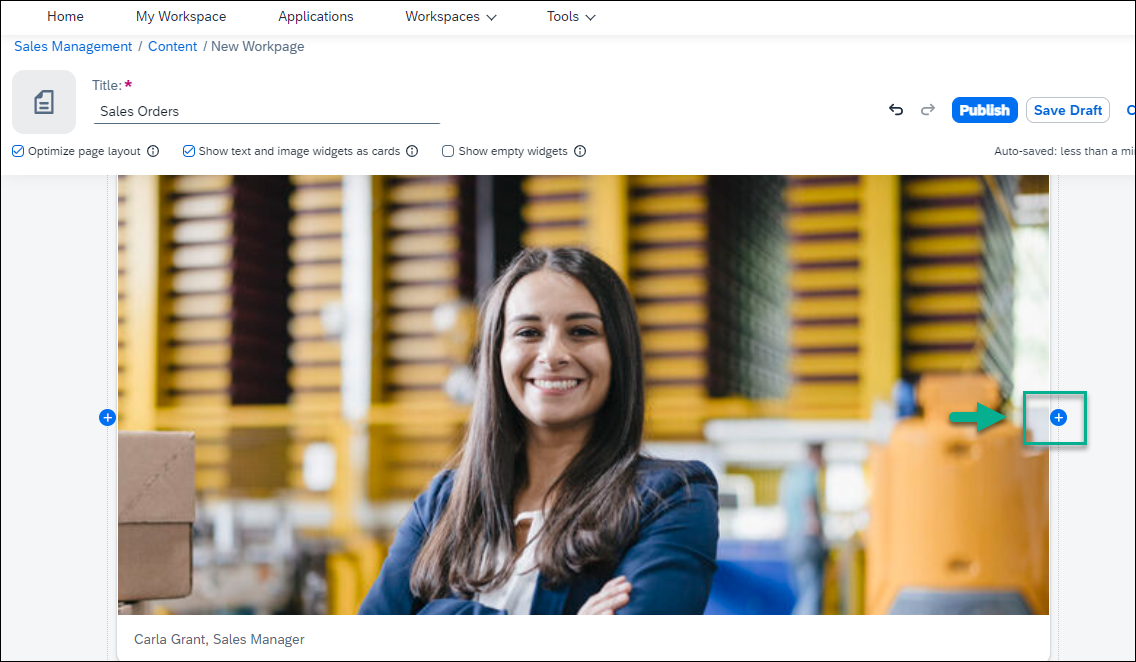 Home My Workspace Applications Workspaces Tools
Sales Management / Content / New Workpage
Title:*
Sales Orders
Publish Save Draft
Optimize page layout Show text and image widgets as cards Show empty widgets Auto-saved: less than a
Carla Grant, Sales Manager